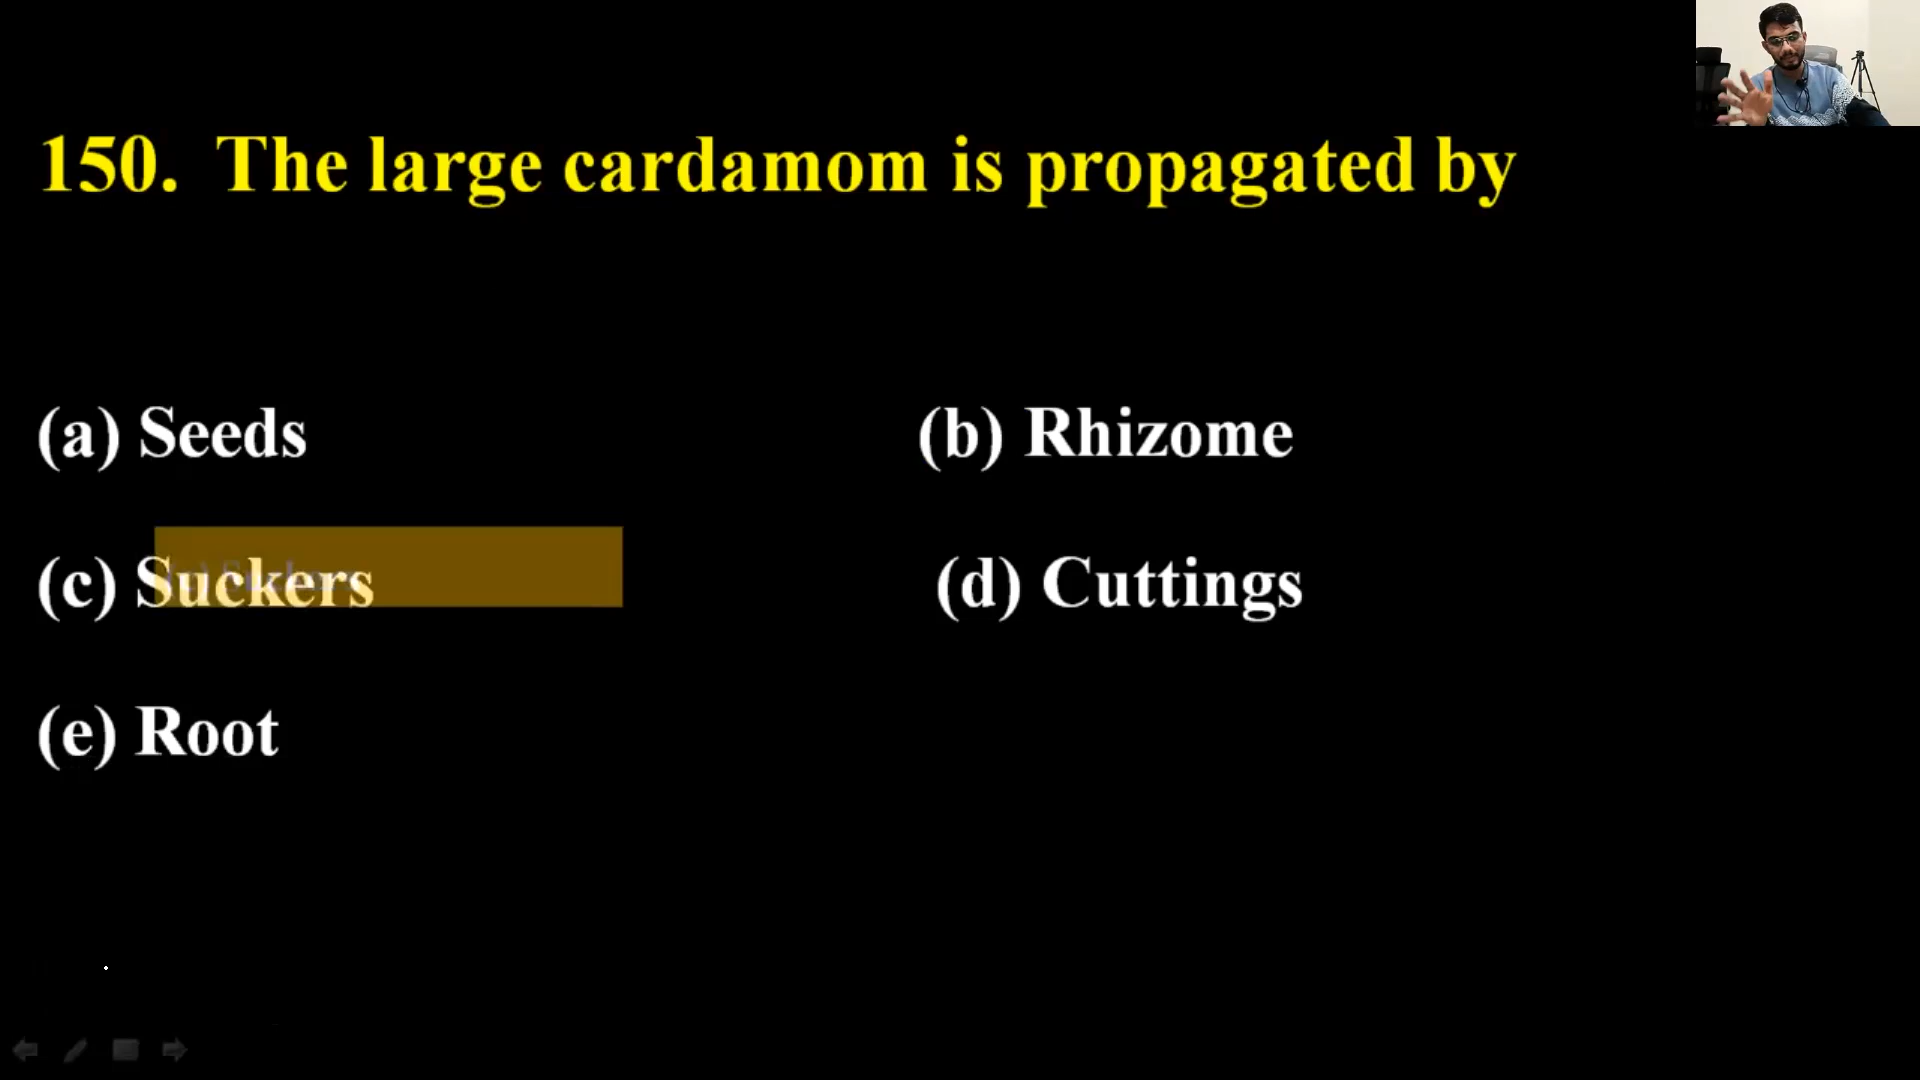 150. The large cardamom is propagated by
(a) Seeds
(b) Rhizome
(c) Suckers
(d) Cuttings
(e) Root